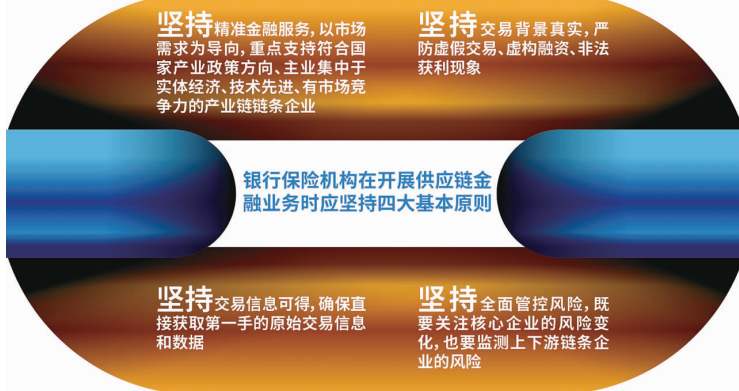 坚持精准金融服务,以市场
需求为导向,重点支持符合国
家产业政策方向、主业集中于
实体经济、技术先进、有市场竞
争力的产业链链条企业
坚持交易背景真实,严
防虚假交易、虚构融资、非法
获利现象
银行保险机构在开展供应链金
融业务时应坚持四大基本原则
坚持交易信息可得,确保直
接获取第一手的原始交易信息
和数据
坚持全面管控风险,既
要关注核心企业的风险变
化,也要监测上下游链条企
业的风险